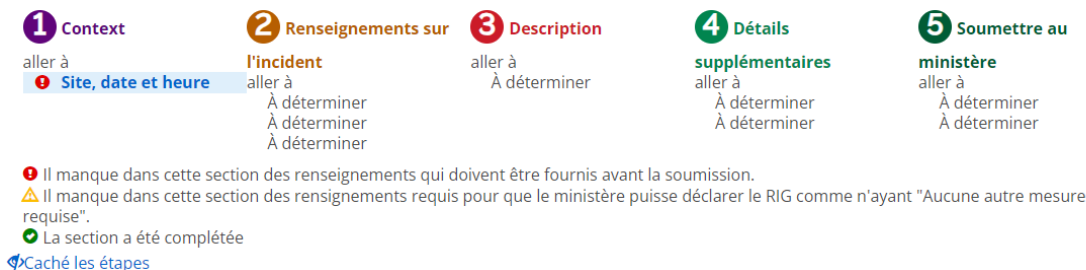 1 Context
aller à
Site, date et heure
2 Renseignements sur
l'incident
aller à
À déterminer
À déterminer
À déterminer
3 Description
aller à
À déterminer
4 Détails
supplémentaires
aller à
À déterminer
À déterminer
5 Soumettre au
ministère
aller à
À déterminer
À déterminer
Il manque dans cette section des renseignements qui doivent être fournis avant la soumission.
Il manque dans cette section des rensignements requis pour que le ministère puisse déclarer le RIG comme n'ayant "Aucune autre mesure
requise".
La section a été complétée
Caché les étapes